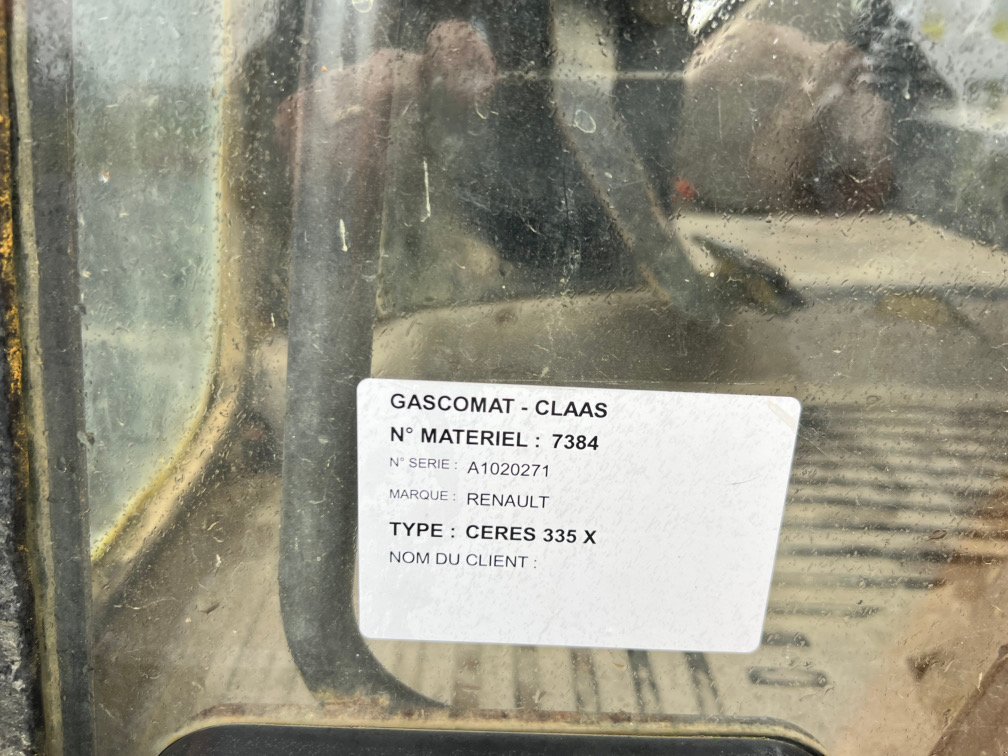 GASCOMAT - CLAAS
N° MATERIEL : 7384
N° SERIE : A1020271
MARQUE : RENAULT
TYPE : CERES 335 X
NOM DU CLIENT :